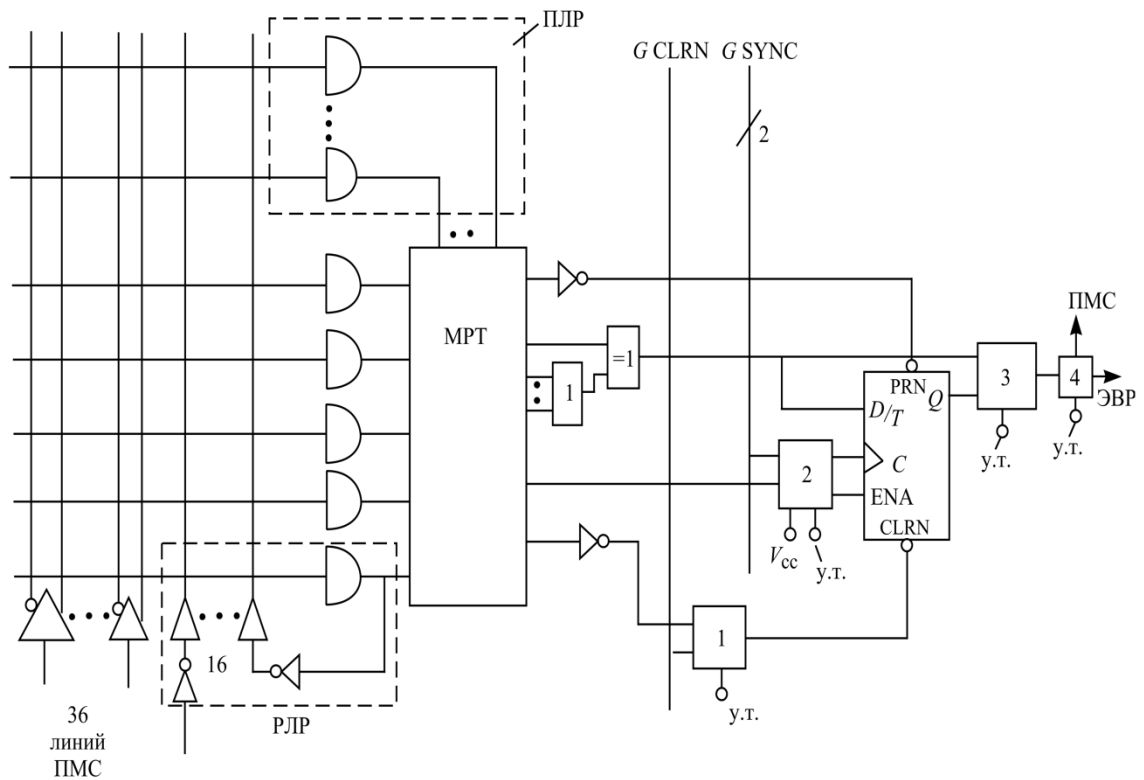 ПЛР
G CLRN G SYNC
2
МРТ
=1
1
ПМС
ЭВР
PRN
D/T
Q
C
ENA
CLRN
3
4
у.т.
у.т.
2
Vcc
у.т.
1
у.т.
16
РЛР
36
линий
ПМС